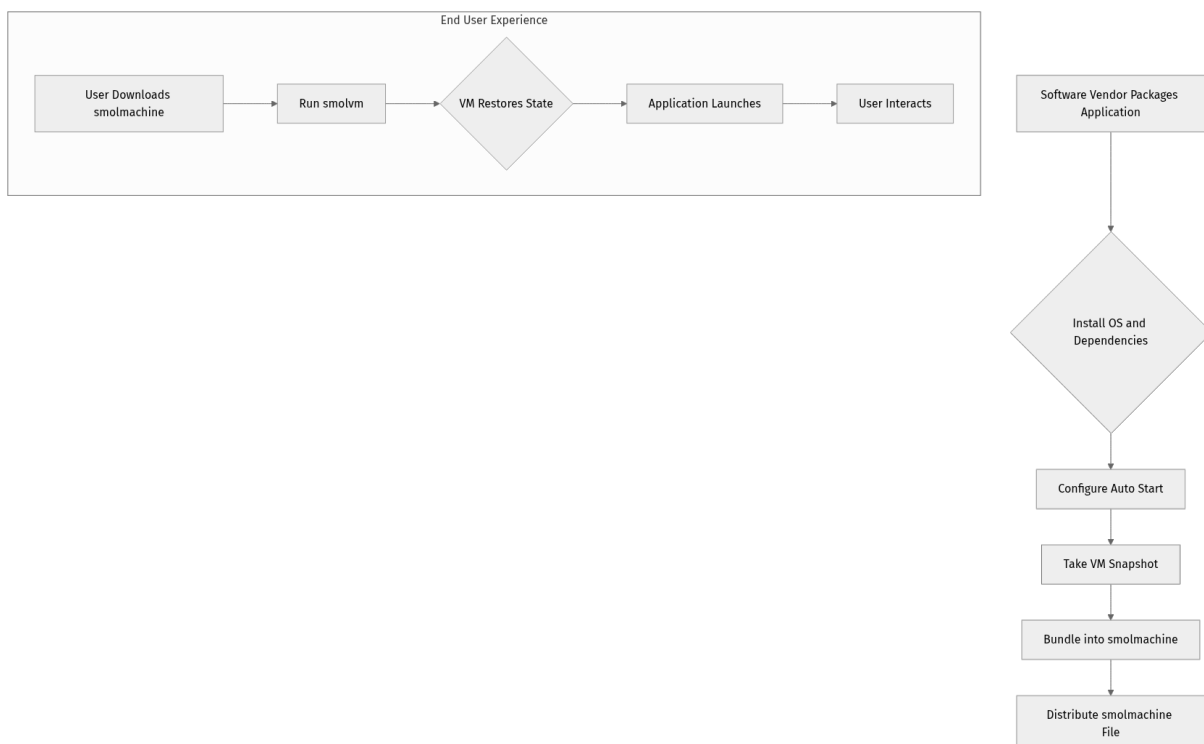 End User Experience
User Downloads
smolmachine
Run smolvm
VM Restores State
Application Launches
User Interacts
Software Vendor Packages
Application
Install OS and
Dependencies
Configure Auto Start
Take VM Snapshot
Bundle into smolmachine
Distribute smolmachine
File